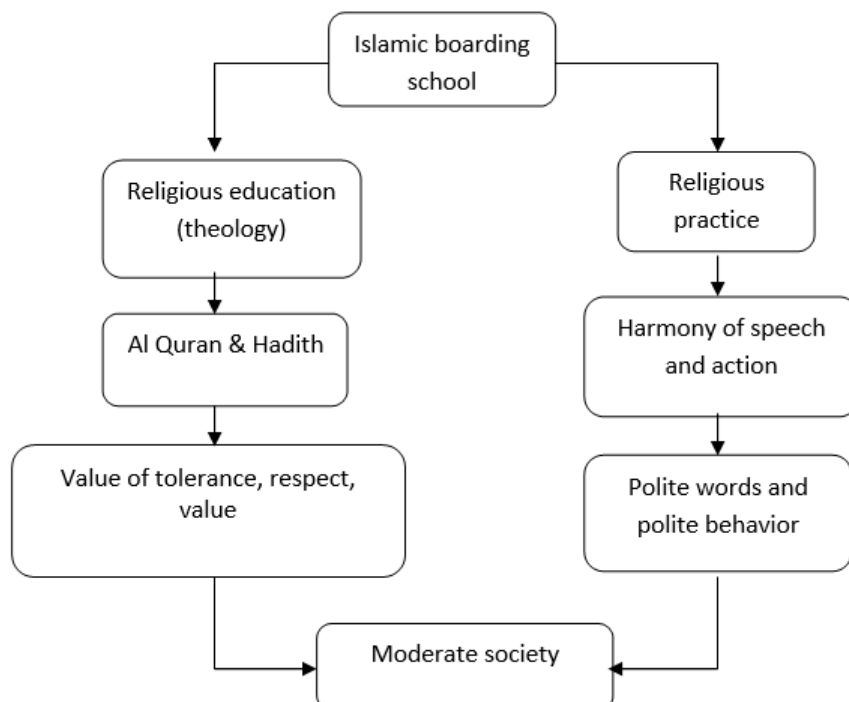 Islamic boarding
school
Religious education
(theology)
Religious
practice
Al Quran & Hadith
Harmony of speech
and action
Value of tolerance, respect,
value
Polite words and
polite behavior
Moderate society